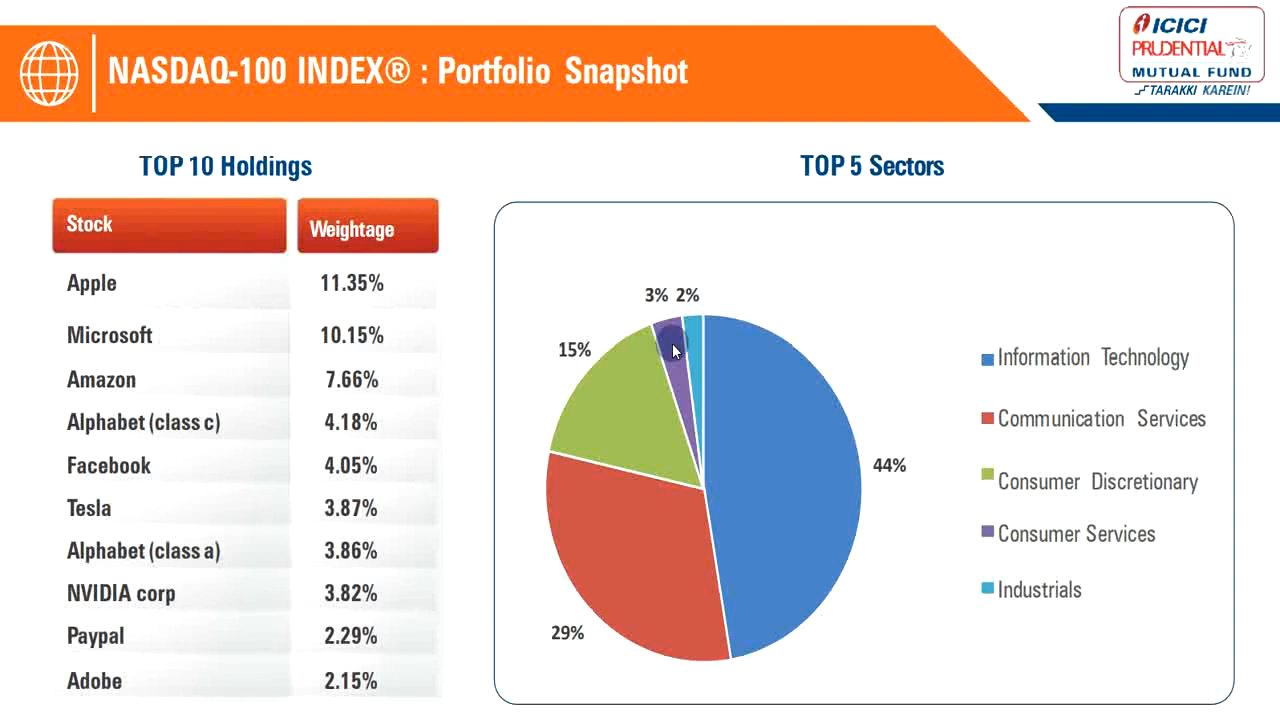 ICICI
PRUDENTIAL
MUTUAL FUND
TARAKKI KAREIN!
NASDAQ-100 INDEX® : Portfolio Snapshot
TOP 10 Holdings
Stock Weightage
Apple 11.35%
Microsoft 10.15%
Amazon 7.66%
Alphabet (class c) 4.18%
Facebook 4.05%
Tesla 3.87%
Alphabet (class a) 3.86%
NVIDIA corp 3.82%
Paypal 2.29%
Adobe 2.15%
TOP 5 Sectors
3% 2%
15%
44%
29%
Information Technology
Communication Services
Consumer Discretionary
Consumer Services
Industrials